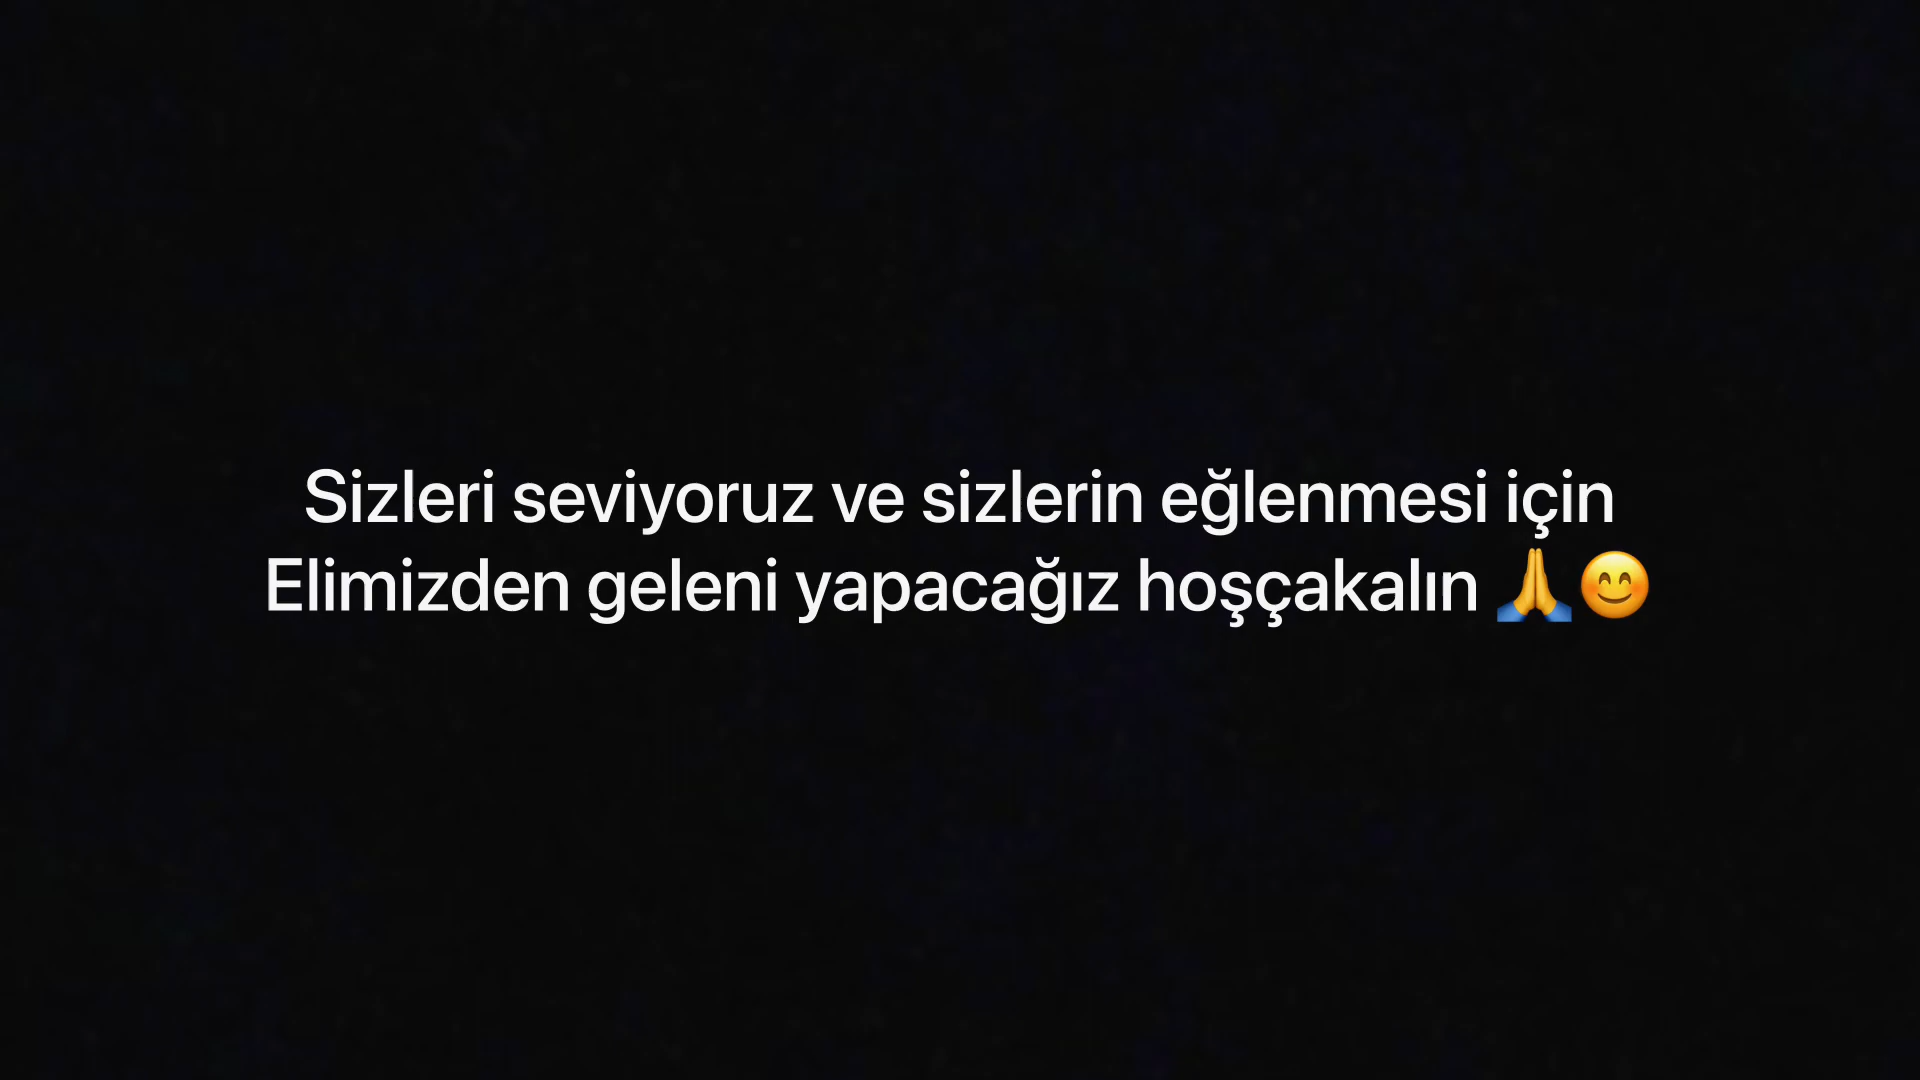 Sizleri seviyoruz ve sizlerin eğlenmesi için
Elimizden geleni yapacağız hoşçakalın 🙏😊